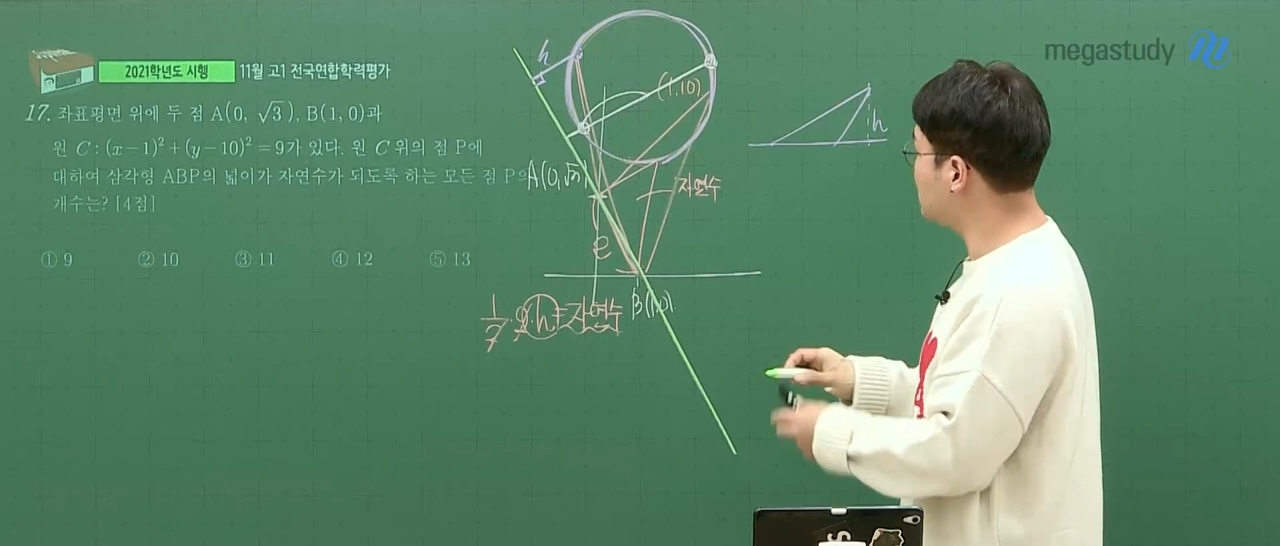 megastudy
2021학년도 시행 11월 고1 전국연합학력평가
17. 좌표평면 위에 두 점 A(0, √3), B(1, 0)과
원 C : (x−1)² + (y−10)² = 9가 있다. 원 C 위의 점 P에
대하여 삼각형 ABP의 넓이가 자연수가 되도록 하는 모든 점 P의
개수는? [4점]
① 9 ② 10 ③ 11 ④ 12 ⑤ 13
h
(1,10)
h
A(0,√3)
자연수
B(1,0)
h=자연수